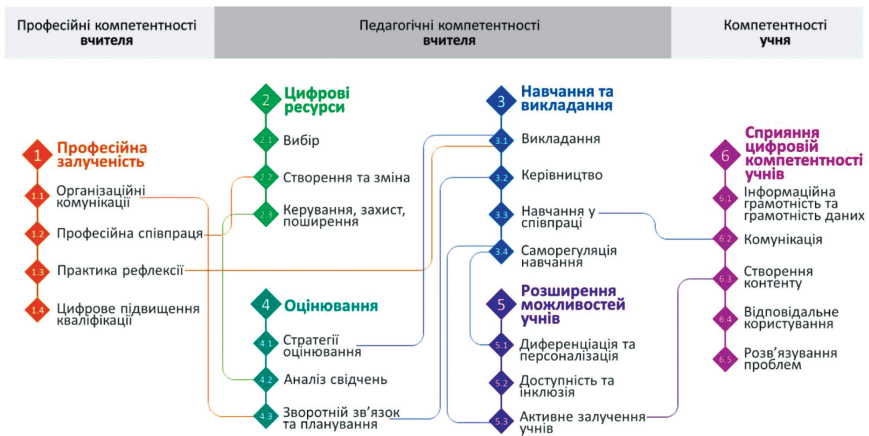 Професійні компетентності
вчителя
Педагогічні компетентності
вчителя
Компетентності
учня
1
Професійна
залученість
1.1
Організаційні
комунікації
1.2
Професійна співпраця
1.3
Практика рефлексії
1.4
Цифрове підвищення
кваліфікації
2
Цифрові
ресурси
2.1
Вибір
2.2
Створення та зміна
2.3
Керування, захист,
поширення
4
Оцінювання
4.1
Стратегії
оцінювання
4.2
Аналіз свідчень
4.3
Зворотній зв’язок
та планування
3
Навчання та
викладання
3.1
Викладання
3.2
Керівництво
3.3
Навчання у
співпраці
3.4
Саморегуляція
навчання
5
Розширення
можливостей
учнів
5.1
Диференціація та
персоналізація
5.2
Доступність та
інклюзія
5.3
Активне залучення
учнів
6
Сприяння
цифровій
компетентності
учнів
6.1
Інформаційна
грамотність та
грамотність даних
6.2
Комунікація
6.3
Створення
контенту
6.4
Відповідальне
користування
6.5
Розв’язування
проблем